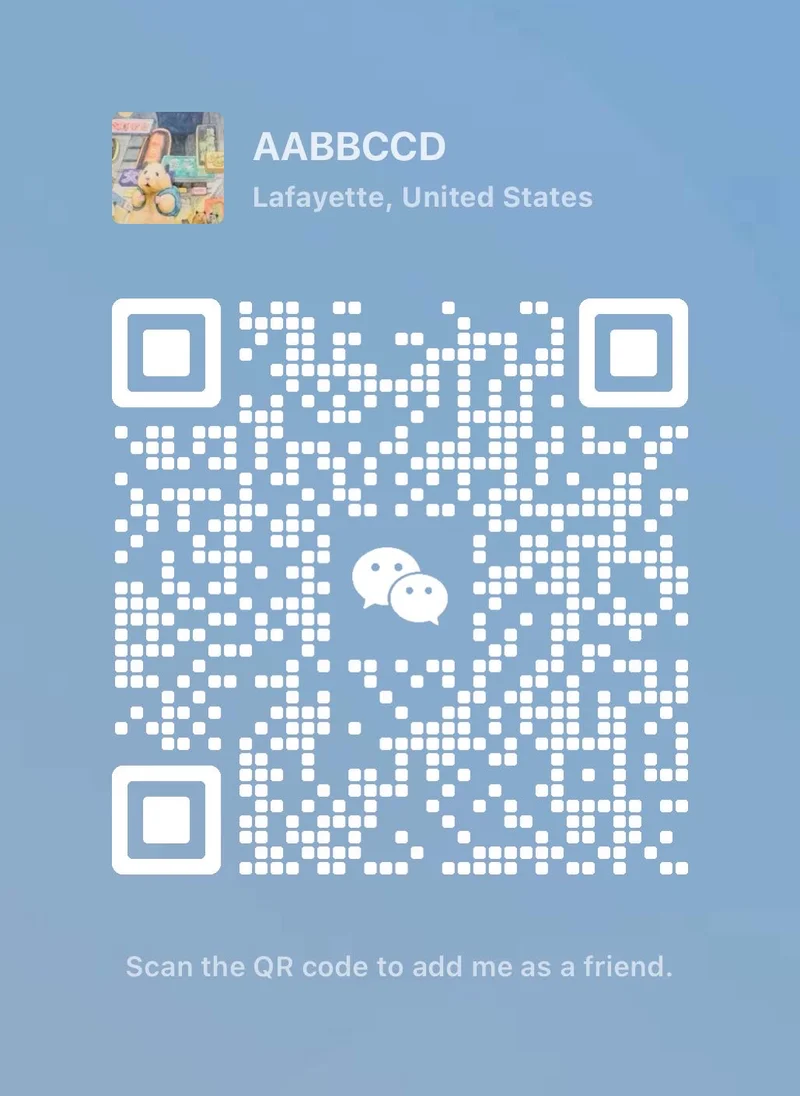 AABBCCD
Lafayette, United States
Scan the QR code to add me as a friend.